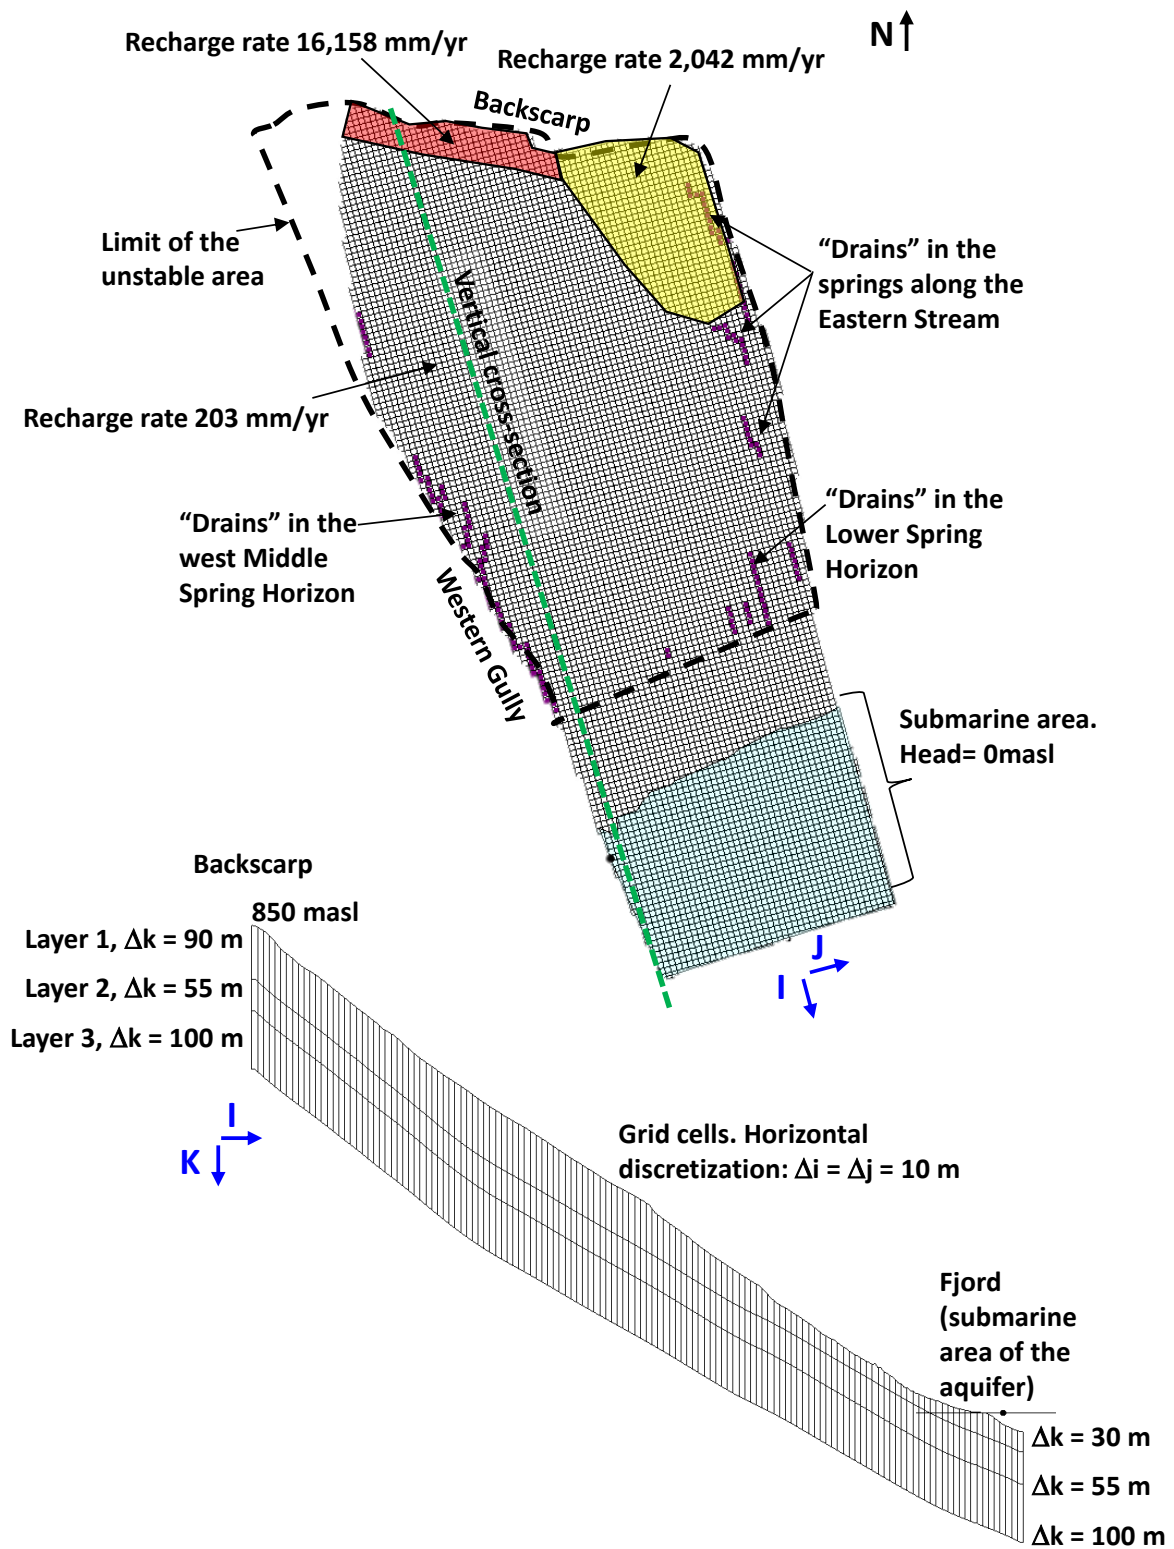 N
Recharge rate 16,158 mm/yr
Recharge rate 2,042 mm/yr
Backscarp
Limit of the
unstable area
"Drains" in the
springs along the
Eastern Stream
Vertical cross-section
Recharge rate 203 mm/yr
"Drains" in the
west Middle
Spring Horizon
"Drains" in the
Lower Spring
Horizon
Western Gully
Submarine area.
Head= 0masl
J
I
Backscarp
850 masl
Layer 1, Δk = 90 m
Layer 2, Δk = 55 m
Layer 3, Δk = 100 m
I
K
Grid cells. Horizontal
discretization: Δi = Δj = 10 m
Fjord
(submarine
area of the
aquifer)
Δk = 30 m
Δk = 55 m
Δk = 100 m